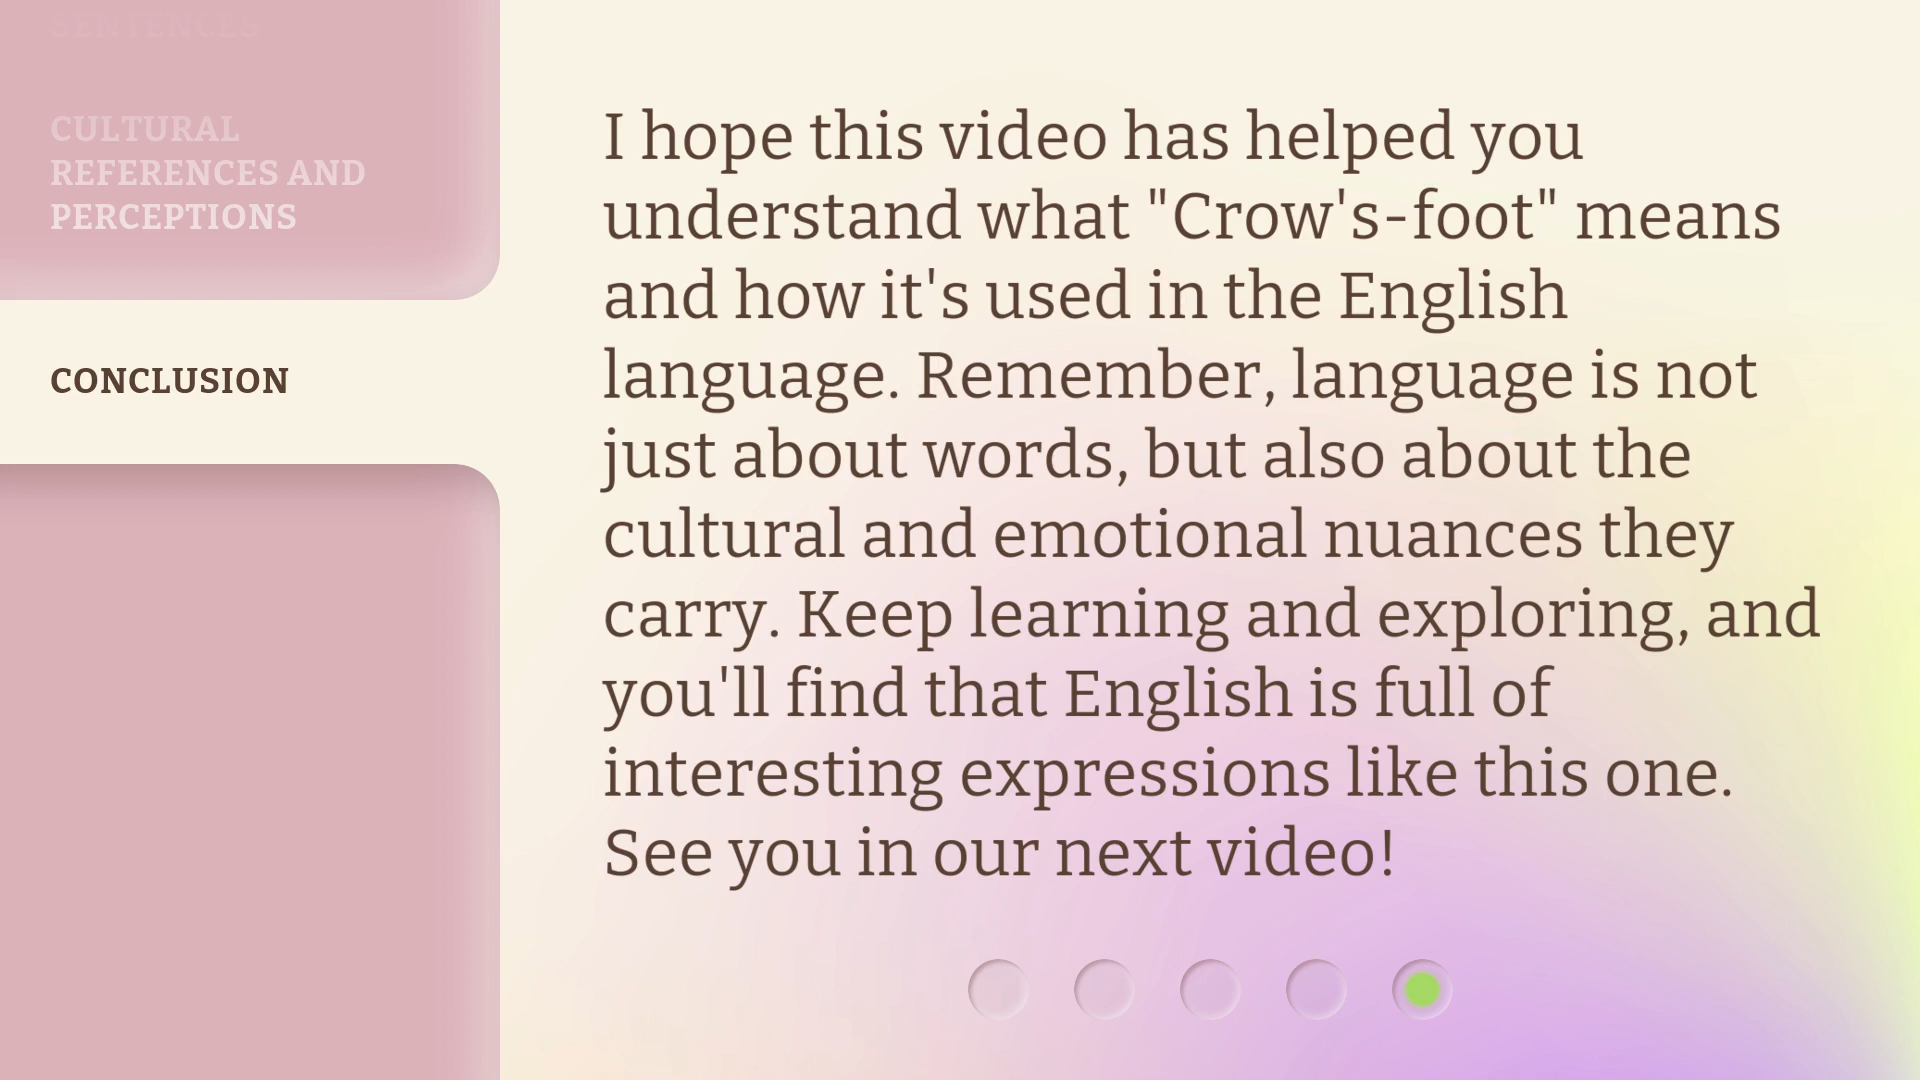 SENTENCES
CULTURAL
REFERENCES AND
PERCEPTIONS
CONCLUSION
I hope this video has helped you
understand what "Crow's-foot" means
and how it's used in the English
language. Remember, language is not
just about words, but also about the
cultural and emotional nuances they
carry. Keep learning and exploring, and
you'll find that English is full of
interesting expressions like this one.
See you in our next video!